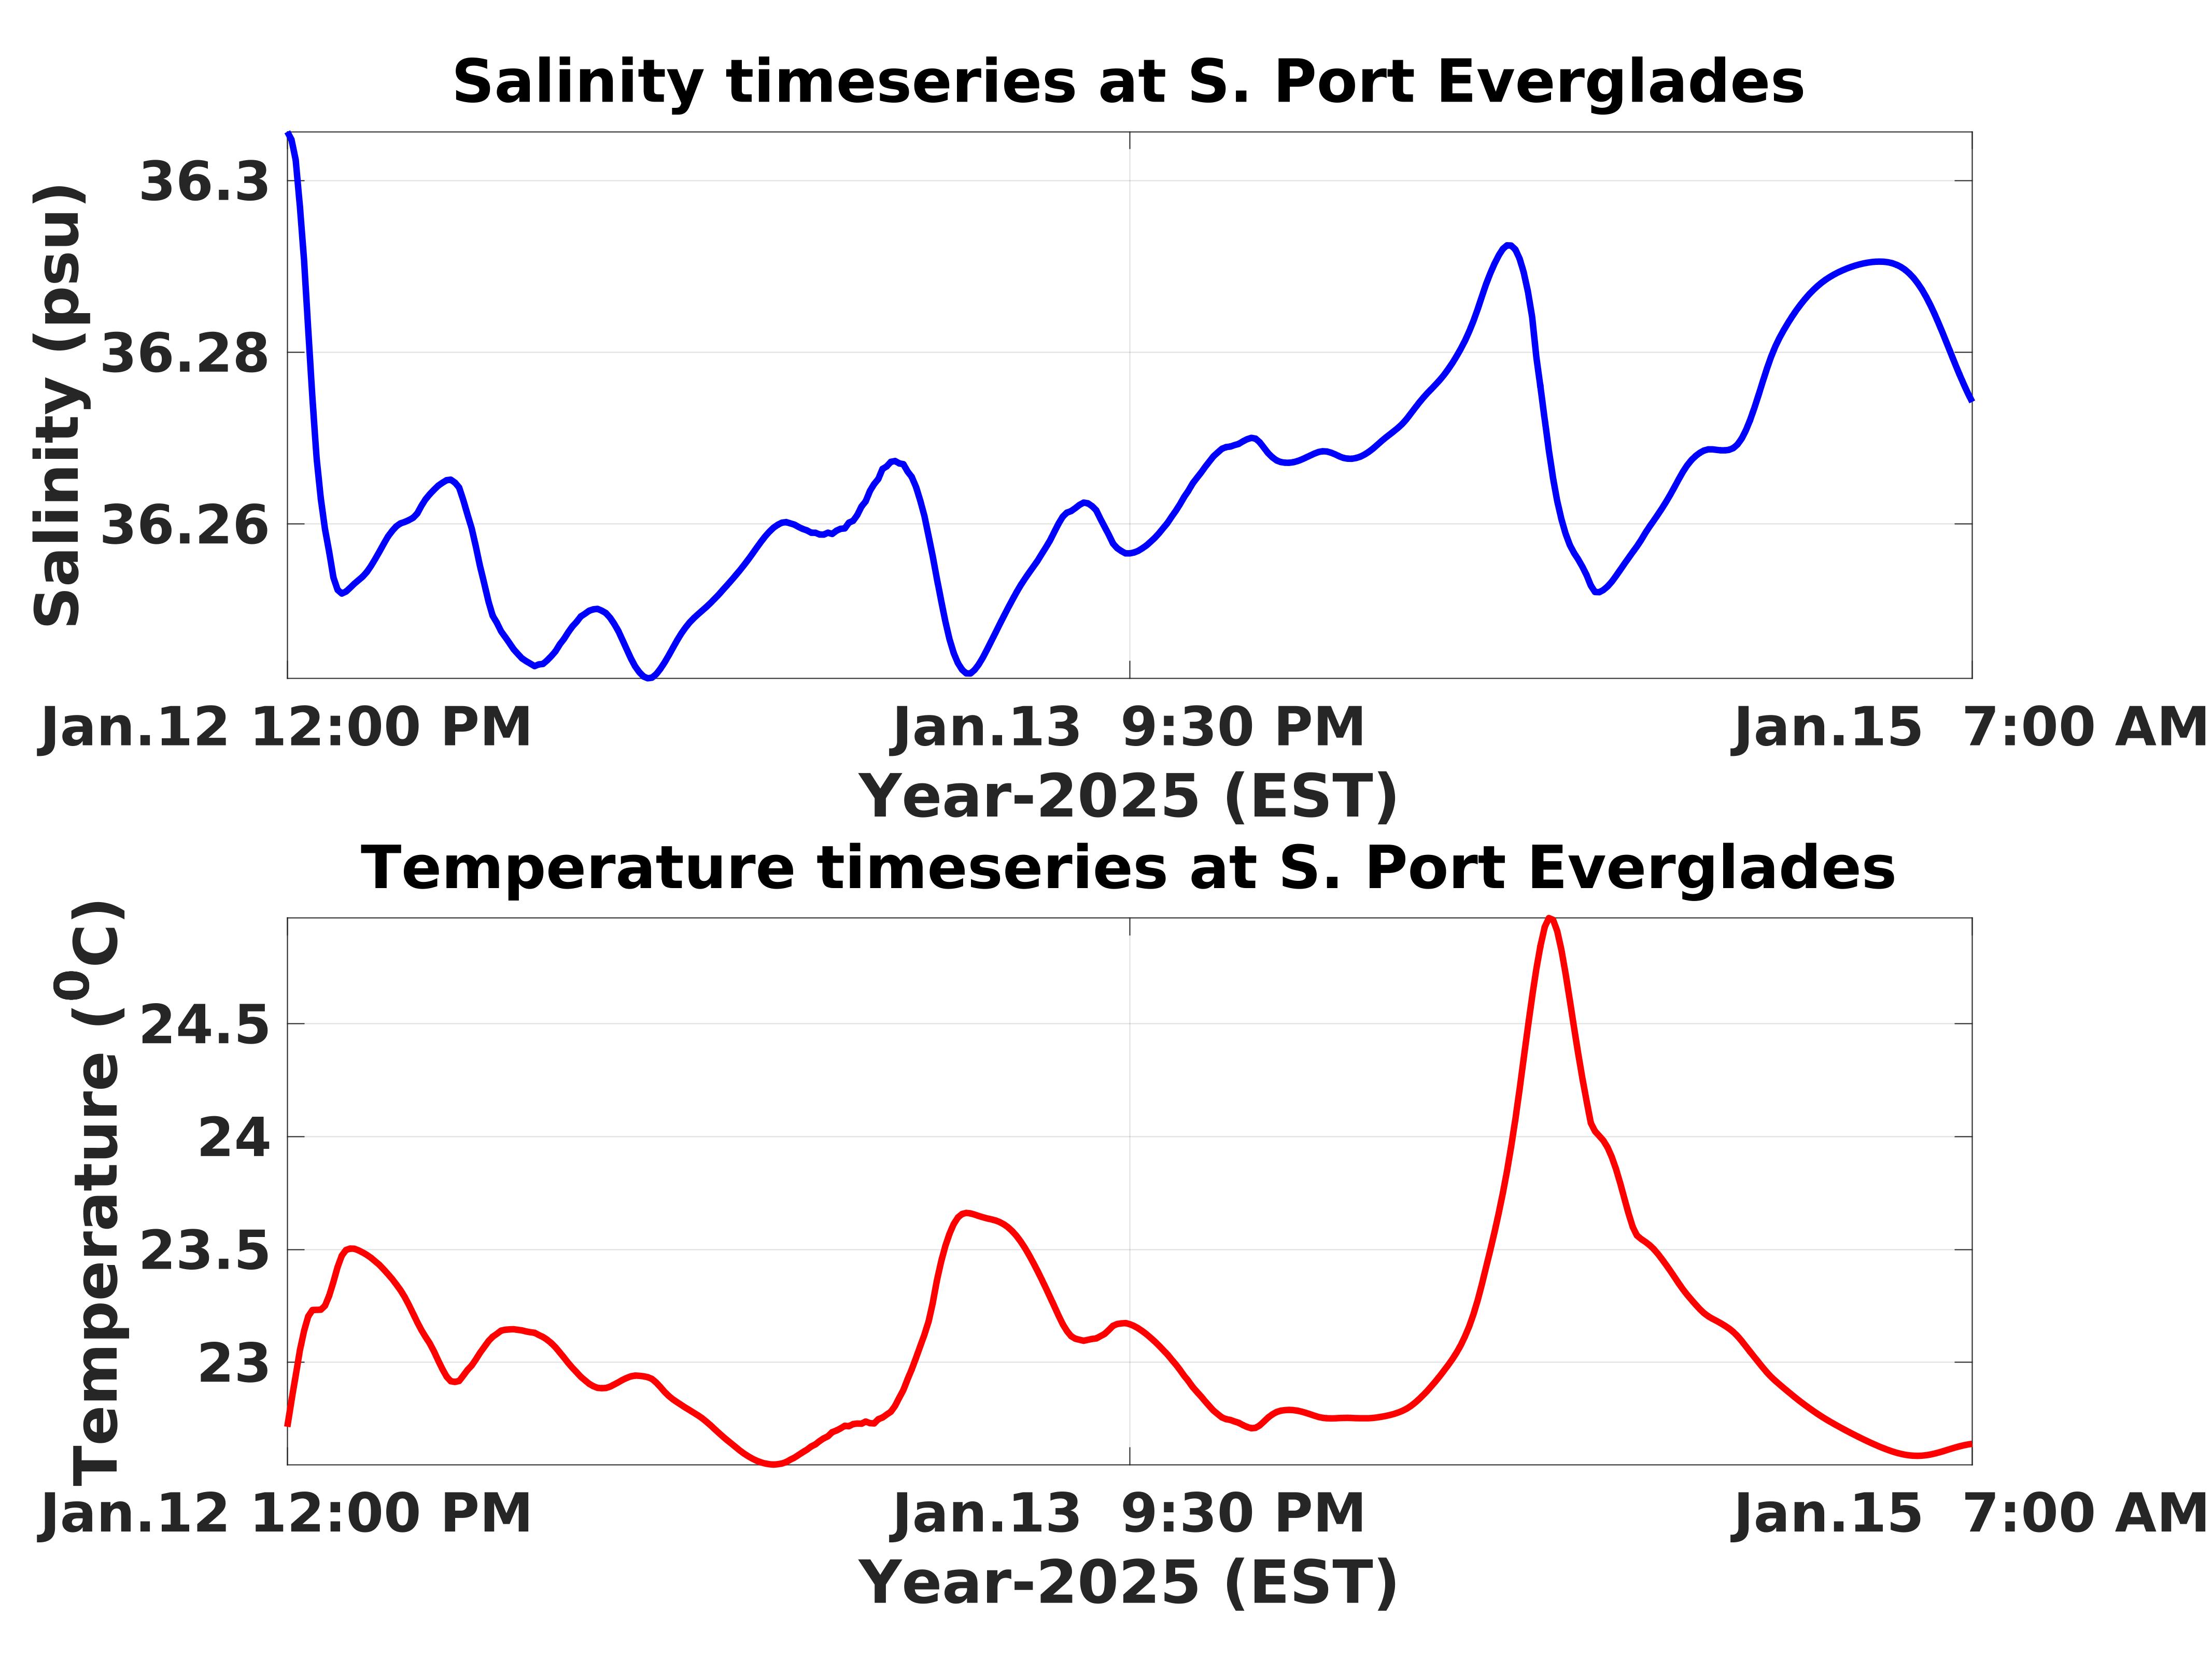 Salinity timeseries at S. Port Everglades
Salinity (psu)
36.3
36.28
36.26
Jan.12 12:00 PM
Jan.13 9:30 PM
Jan.15 7:00 AM
Year-2025 (EST)
Temperature timeseries at S. Port Everglades
Temperature (⁰C)
24.5
24
23.5
23
Jan.12 12:00 PM
Jan.13 9:30 PM
Jan.15 7:00 AM
Year-2025 (EST)